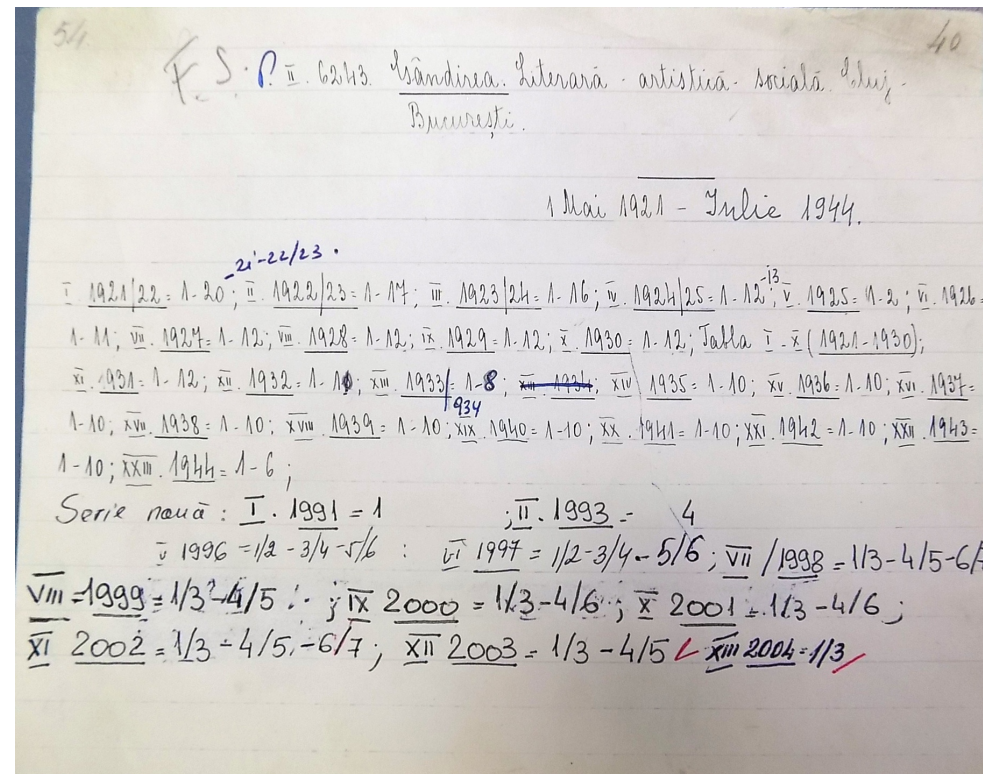 54. 40
F. S. P. II. 6243. Gândirea. Literară - artistică - socială. Cluj -
București.
1 Mai 1921 - Iulie 1944.
-21-22/23.
I. 1921/22 = 1-20; II. 1922/23 = 1-17; III. 1923/24 = 1-16; IV. 1924/25 = 1-12-13; V. 1925 = 1-2; VI. 1926 =
1-11; VII. 1927 = 1-12; VIII. 1928 = 1-12; IX. 1929 = 1-12; X. 1930 = 1-12; Tabla I-X (1921-1930);
XI. 931 = 1-12; XII. 1932 = 1-10; XIII. 1933/934 = 1-8; XIII. 1934; XIV 1935 = 1-10; XV. 1936 = 1-10; XVI. 1937 =
1-10; XVII. 1938 = 1-10; XVIII. 1939 = 1-10; XIX. 1940 = 1-10; XX. 1941 = 1-10; XXI. 1942 = 1-10; XXII. 1943 =
1-10; XXIII. 1944 = 1-6;
Serie nouă: I. 1991 = 1 ; II. 1993 = 4
V 1996 = 1/2 - 3/4 - 5/6 : VI 1997 = 1/2 - 3/4 - 5/6; VII/1998 = 1/3 - 4/5 - 6/
VIII = 1999 = 1/3 - 4/5 ; IX 2000 = 1/3 - 4/6; X 2001 = 1/3 - 4/6;
XI 2002 = 1/3 - 4/5 - 6/7; XII 2003 = 1/3 - 4/5 XIII 2004 = 1/3